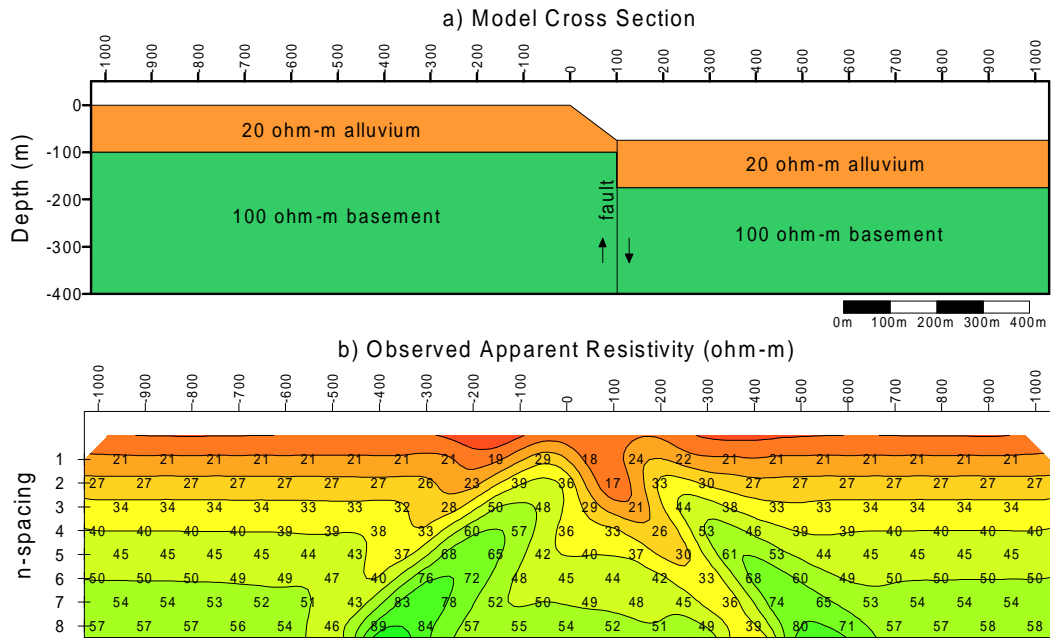 a) Model Cross Section
-1000 -900 -800 -700 -600 -500 -400 -300 -200 -100 0 100 200 300 400 500 600 700 800 900 1000
Depth (m)
0
-100
-200
-300
-400
20 ohm-m alluvium
20 ohm-m alluvium
fault
100 ohm-m basement
100 ohm-m basement
0m 100m 200m 300m 400m
b) Observed Apparent Resistivity (ohm-m)
-1000 -900 -800 -700 -600 -500 -400 -300 -200 -100 0 100 200 300 400 500 600 700 800 900 1000
n-spacing
1 21 21 21 21 21 21 21 21 19 29 18 24 22 21 21 21 21 21 21 21
2 27 27 27 27 27 27 27 26 23 39 36 17 33 30 27 27 27 27 27 27 27
3 34 34 34 34 33 33 32 28 50 48 29 21 44 38 33 33 34 34 34 34
4 40 40 40 40 39 39 38 33 60 57 36 33 26 53 46 39 39 40 40 40 40
5 45 45 45 45 44 43 37 68 65 42 40 37 30 61 53 44 45 45 45 45
6 50 50 50 49 49 47 40 76 72 48 45 44 42 33 68 60 49 50 50 50 50
7 54 54 53 52 51 43 83 78 52 50 49 48 45 36 74 65 53 54 54 54
8 57 57 57 56 54 46 89 84 57 55 54 52 51 49 39 80 71 57 57 58 58